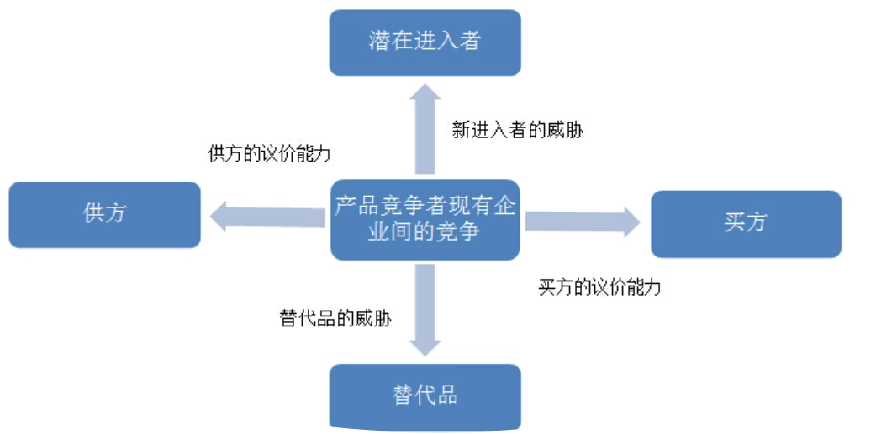 潜在进入者
新进入者的威胁
供方的议价能力
供方
产品竞争者现有企
业间的竞争
买方
买方的议价能力
替代品的威胁
替代品